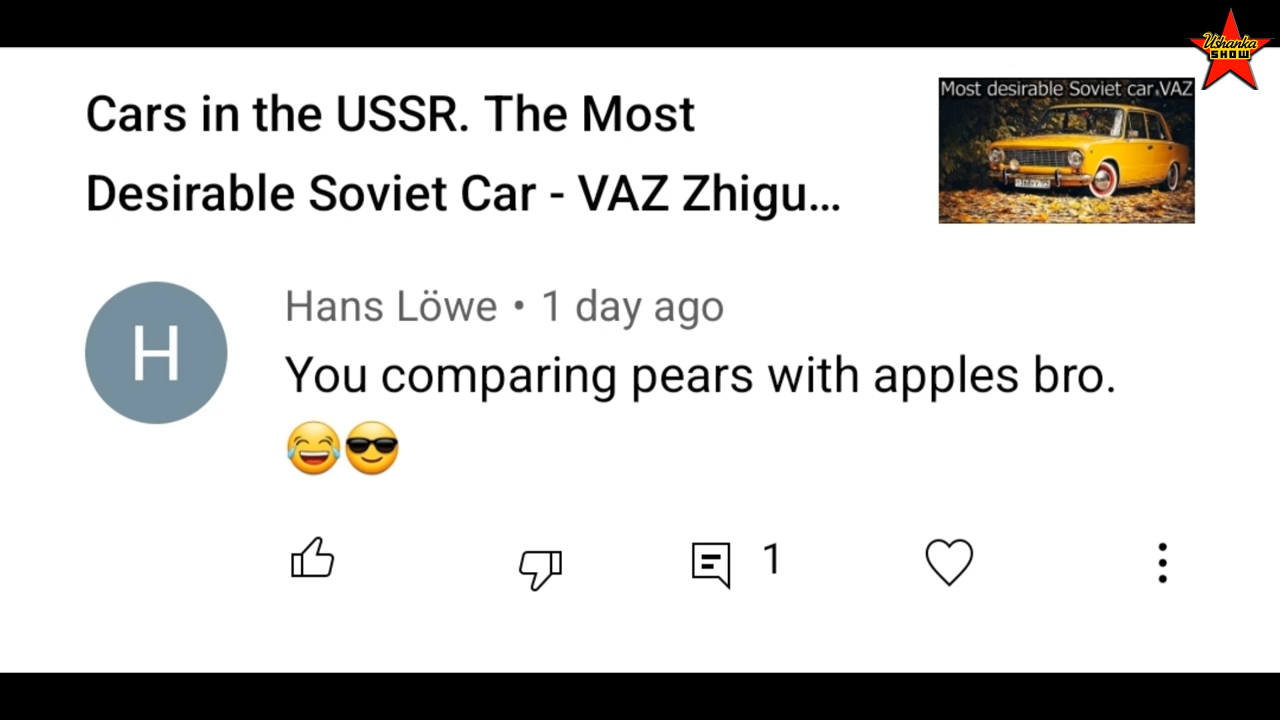 Ushanka
SHOW
Cars in the USSR. The Most
Desirable Soviet Car - VAZ Zhigu...
Most desirable Soviet car.VAZ
H
Hans Löwe • 1 day ago
You comparing pears with apples bro.
😂😎
1